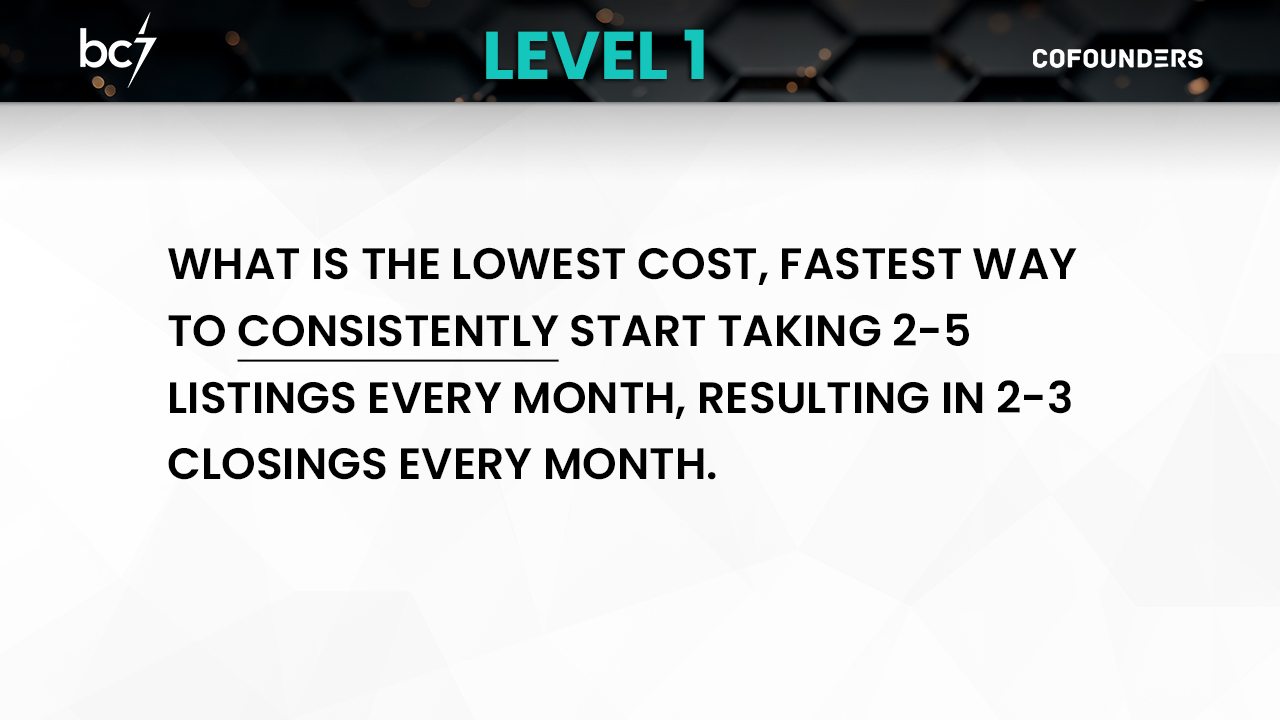 bc7
LEVEL 1
COFOUNDERS
WHAT IS THE LOWEST COST, FASTEST WAY
TO CONSISTENTLY START TAKING 2-5
LISTINGS EVERY MONTH, RESULTING IN 2-3
CLOSINGS EVERY MONTH.